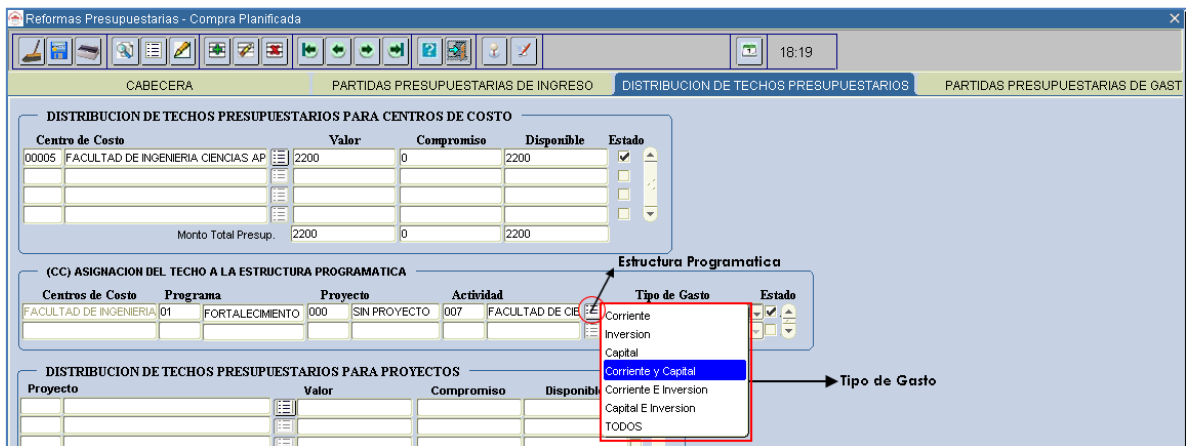 Reformas Presupuestarias - Compra Planificada
18:19
CABECERA PARTIDAS PRESUPUESTARIAS DE INGRESO DISTRIBUCION DE TECHOS PRESUPUESTARIOS PARTIDAS PRESUPUESTARIAS DE GAST
DISTRIBUCION DE TECHOS PRESUPUESTARIOS PARA CENTROS DE COSTO
Centro de Costo Valor Compromiso Disponible Estado
00005 FACULTAD DE INGENIERIA CIENCIAS AP 2200 0 2200
Monto Total Presup. 2200 0 2200
Estructura Programatica
(CC) ASIGNACION DEL TECHO A LA ESTRUCTURA PROGRAMATICA
Centros de Costo Programa Proyecto Actividad Tipo de Gasto Estado
FACULTAD DE INGENIERIA 01 FORTALECIMIENTO 000 SIN PROYECTO 007 FACULTAD DE CIE
Corriente
Inversion
Capital
Corriente y Capital
Corriente E Inversion
Capital E Inversion
TODOS
Tipo de Gasto
DISTRIBUCION DE TECHOS PRESUPUESTARIOS PARA PROYECTOS
Proyecto Valor Compromiso Disponibl